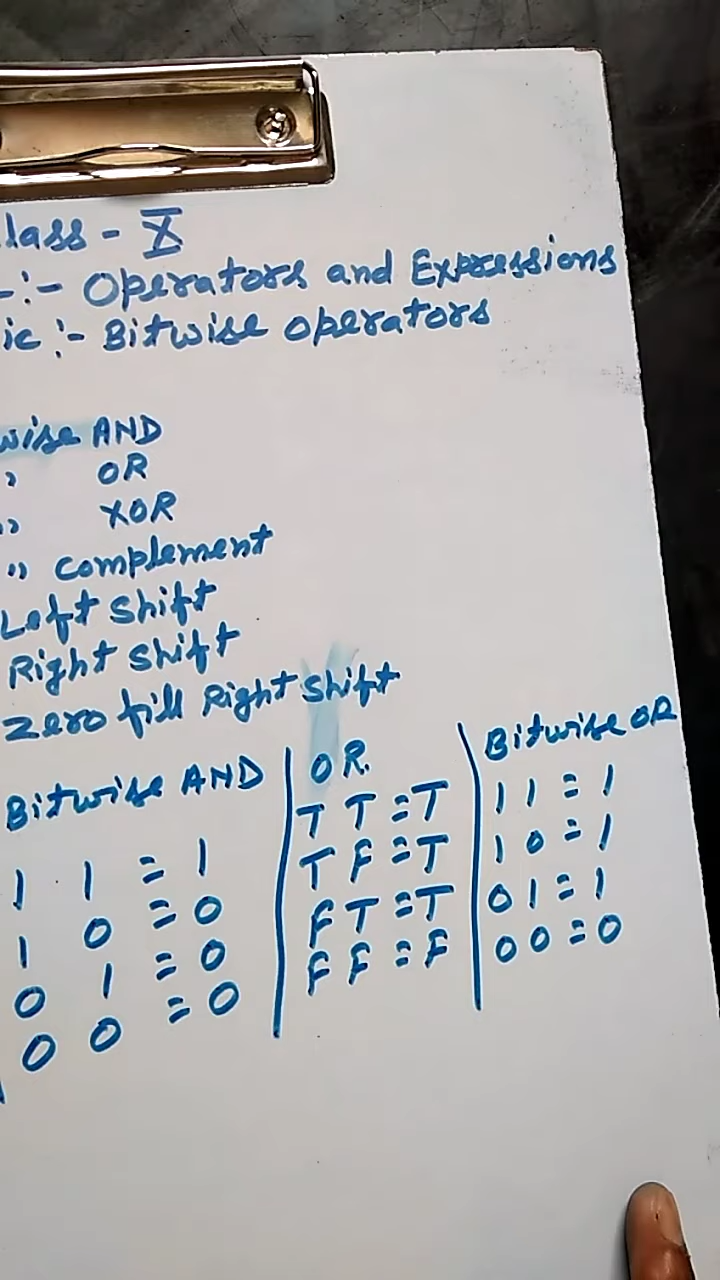 lass - X
-:- Operators and Expressions
ic :- Bitwise operators
wise AND
,, OR
,, XOR
,, complement
Left Shift
Right Shift
Zero fill Right Shift
Bitwise AND
1 1 = 1
1 0 = 0
0 1 = 0
0 0 = 0
OR.
T T = T
T F = T
F T = T
F F = F
Bitwise OR
1 1 = 1
1 0 = 1
0 1 = 1
0 0 = 0